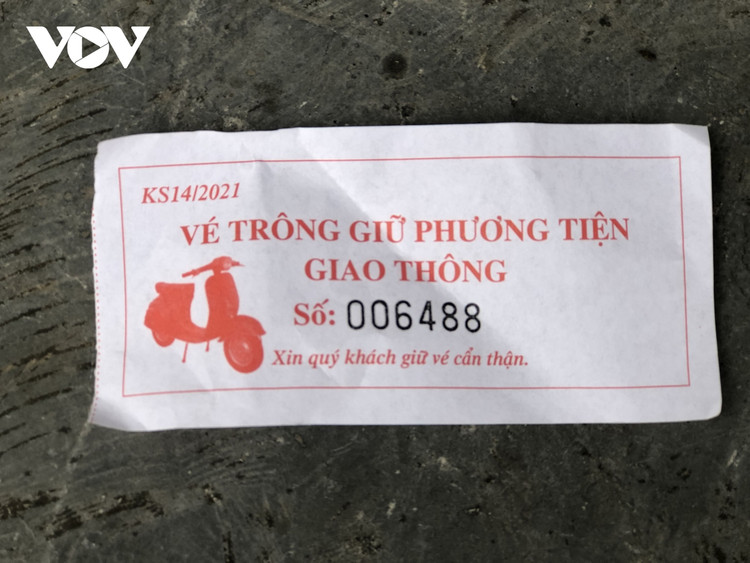 VOV
KS14/2021
VÉ TRÔNG GIỮ PHƯƠNG TIỆN
GIAO THÔNG
Số: 006488
Xin quý khách giữ vé cẩn thận.